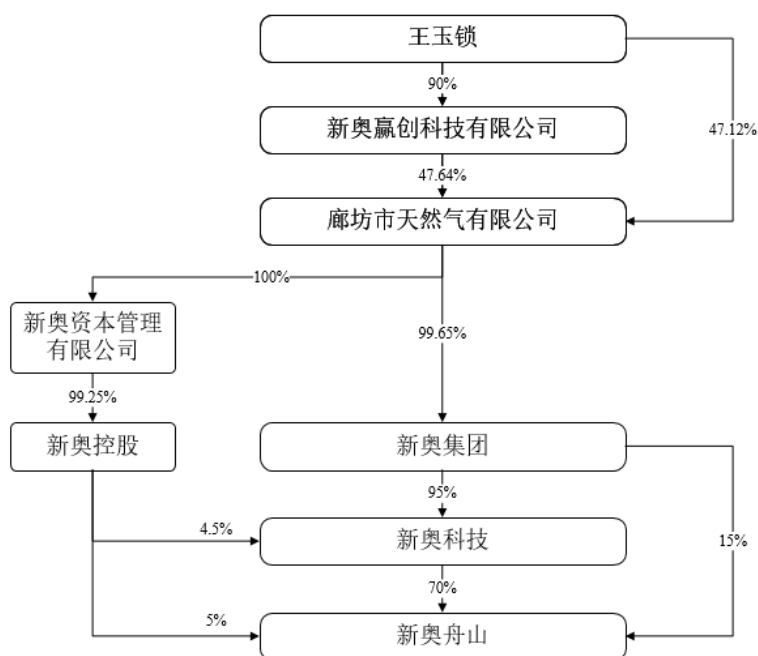 王玉锁
90%
新奥赢创科技有限公司
47.12%
47.64%
廊坊市天然气有限公司
100%
新奥资本管理
有限公司
99.65%
99.25%
新奥控股
新奥集团
95%
4.5%
新奥科技
15%
70%
5%
新奥舟山